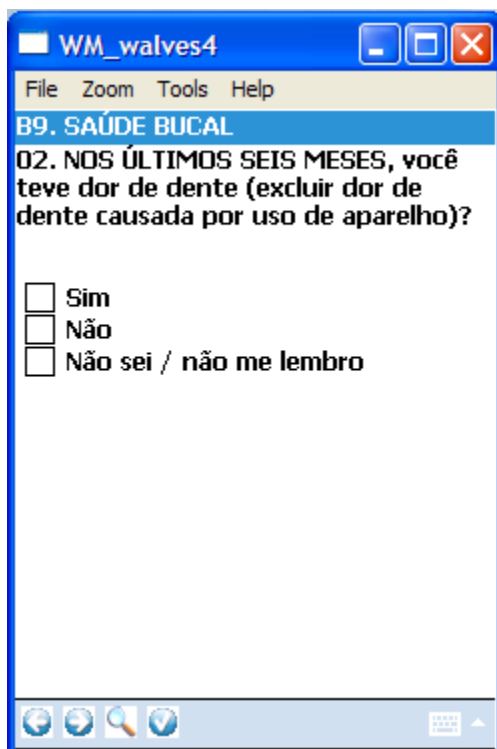 WM_walves4
File Zoom Tools Help
B9. SAÚDE BUCAL
02. NOS ÚLTIMOS SEIS MESES, você
teve dor de dente (excluir dor de
dente causada por uso de aparelho)?
Sim
Não
Não sei / não me lembro